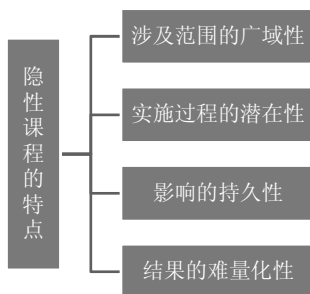 隐性课程的特点
涉及范围的广域性
实施过程的潜在性
影响的持久性
结果的难量化性